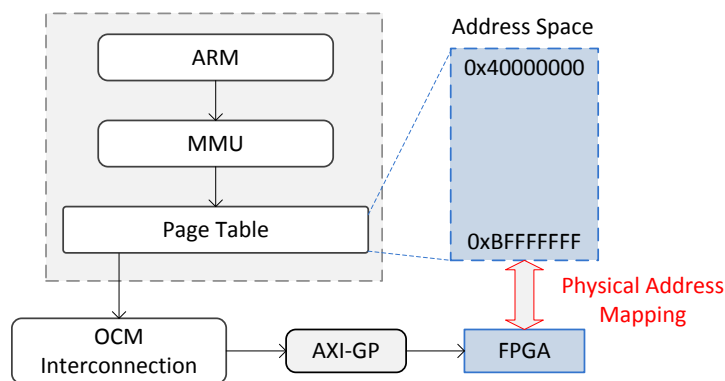 Address Space
ARM
0x40000000
MMU
Page Table
0xBFFFFFFF
Physical Address
Mapping
OCM
Interconnection
AXI-GP
FPGA